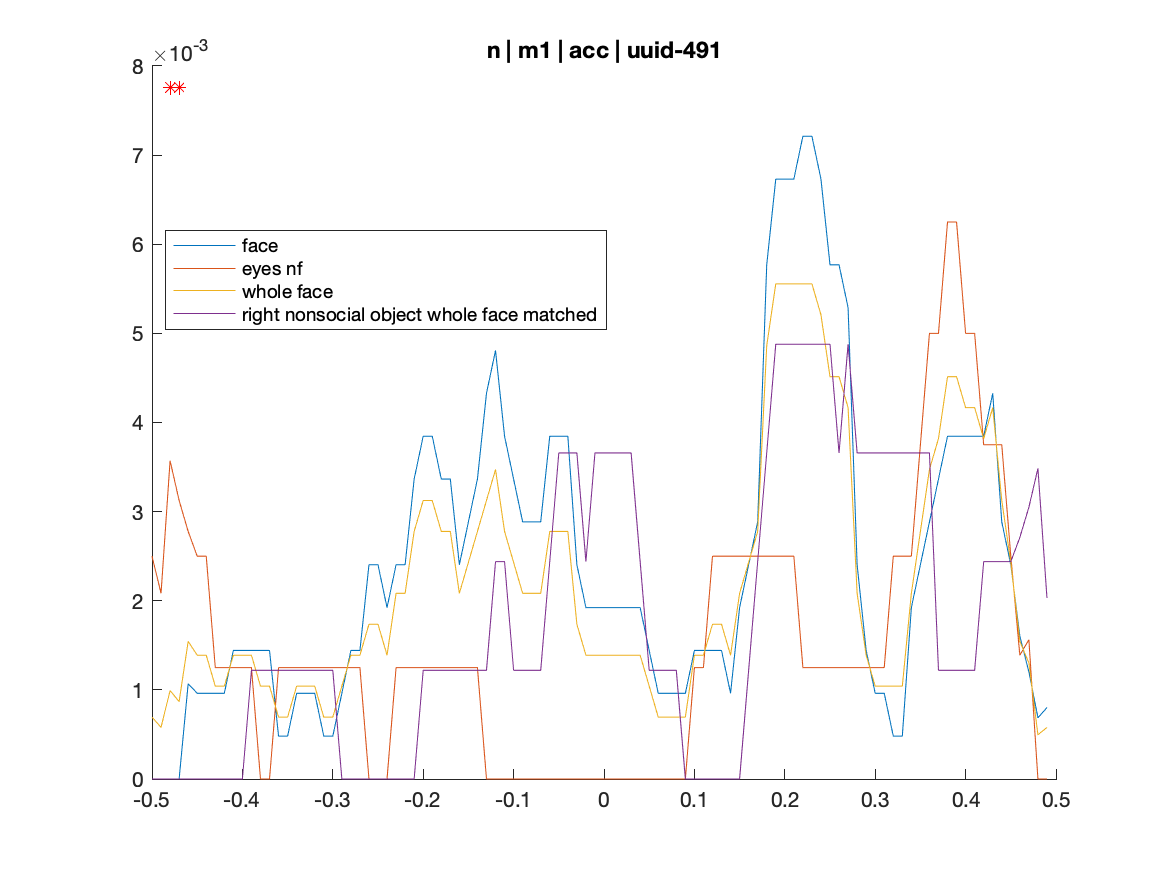 n | m1 | acc | uuid-491
×10-3
8
7
6
5
4
3
2
1
0
face
eyes nf
whole face
right nonsocial object whole face matched
-0.5 -0.4 -0.3 -0.2 -0.1 0 0.1 0.2 0.3 0.4 0.5